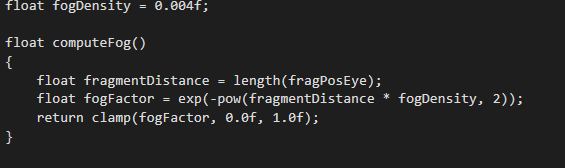 float fogDensity = 0.004f;
float computeFog()
{
float fragmentDistance = length(fragPosEye);
float fogFactor = exp(-pow(fragmentDistance * fogDensity, 2));
return clamp(fogFactor, 0.0f, 1.0f);
}